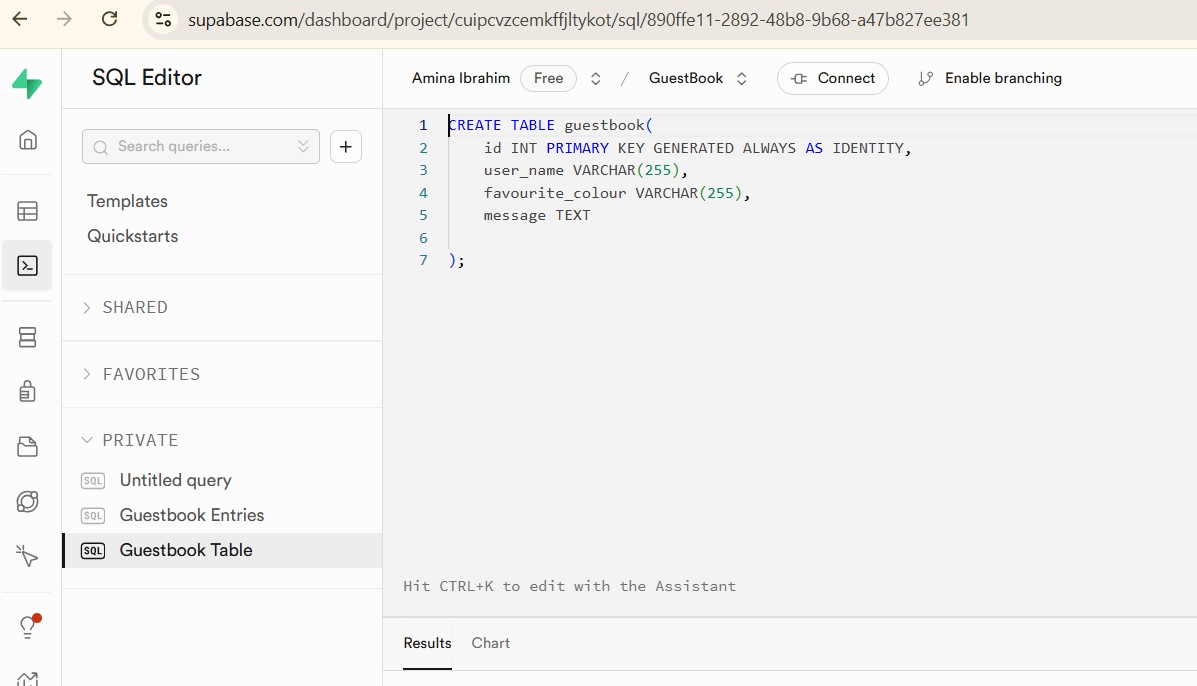 supabase.com/dashboard/project/cuipcvzcemkffjltykot/sql/890ffe11-2892-48b8-9b68-a47b827ee381
SQL Editor
Amina Ibrahim Free / GuestBook Connect Enable branching
Search queries...
Templates
Quickstarts
SHARED
FAVORITES
PRIVATE
SQL Untitled query
SQL Guestbook Entries
SQL Guestbook Table
1 CREATE TABLE guestbook(
2 id INT PRIMARY KEY GENERATED ALWAYS AS IDENTITY,
3 user_name VARCHAR(255),
4 favourite_colour VARCHAR(255),
5 message TEXT
6
7 );
Hit CTRL+K to edit with the Assistant
Results Chart